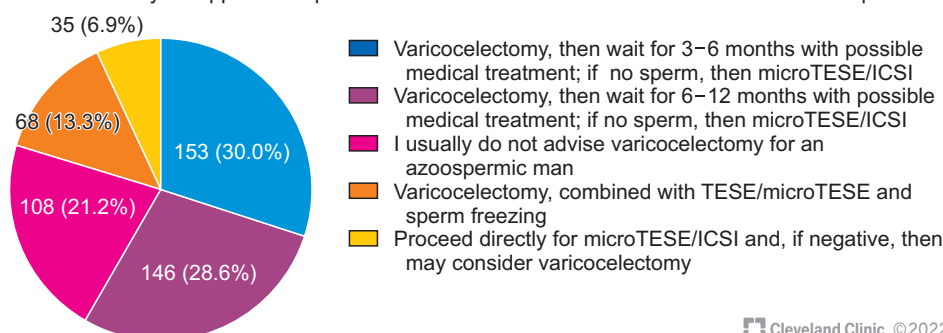 35 (6.9%)
68 (13.3%)
153 (30.0%)
108 (21.2%)
146 (28.6%)
Varicocelectomy, then wait for 3–6 months with possible
medical treatment; if no sperm, then microTESE/ICSI
Varicocelectomy, then wait for 6–12 months with possible
medical treatment; if no sperm, then microTESE/ICSI
I usually do not advise varicocelectomy for an
azoospermic man
Varicocelectomy, combined with TESE/microTESE and
sperm freezing
Proceed directly for microTESE/ICSI and, if negative, then
may consider varicocelectomy
Cleveland Clinic ©2022